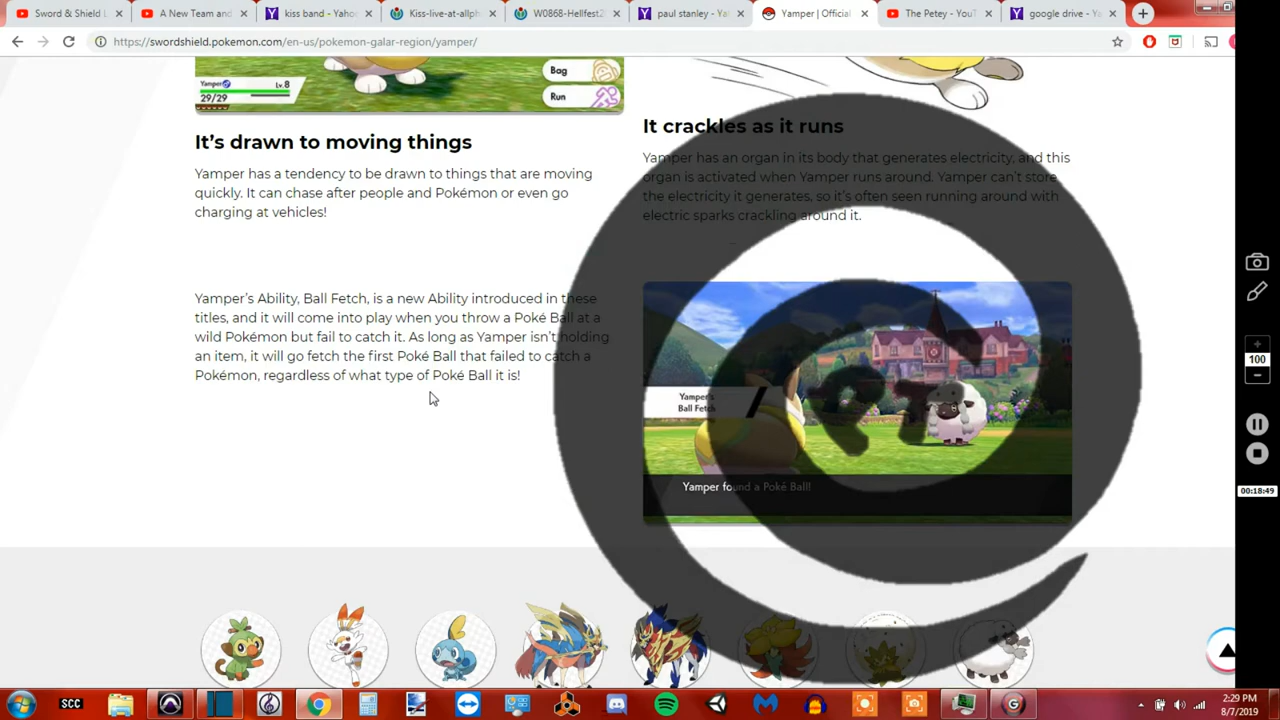 Sword & Shield L
A New Team and
kiss band - Yaho
Kiss-live-at-allph
W0868-Hellfest2
paul stanley - Ya
Yamper | Official
The Petey - YouT
google drive - Ya
https://swordshield.pokemon.com/en-us/pokemon-galar-region/yamper/
Yamper
Lv.8
29/29
Bag
Run
It's drawn to moving things
Yamper has a tendency to be drawn to things that are moving
quickly. It can chase after people and Pokémon or even go
charging at vehicles!
It crackles as it runs
Yamper has an organ in its body that generates electricity, and this
organ is activated when Yamper runs around. Yamper can't store
the electricity it generates, so it's often seen running around with
electric sparks crackling around it.
Yamper's Ability, Ball Fetch, is a new Ability introduced in these
titles, and it will come into play when you throw a Poké Ball at a
wild Pokémon but fail to catch it. As long as Yamper isn't holding
an item, it will go fetch the first Poké Ball that failed to catch a
Pokémon, regardless of what type of Poké Ball it is!
Yamper's
Ball Fetch
Yamper found a Poké Ball!
100
00:18:49
SCC
2:29 PM
8/7/2019